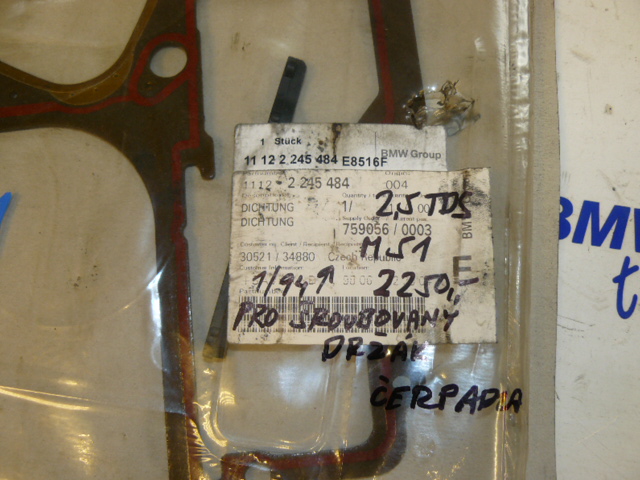 1 Stück
11 12 2 245 484 E8516F
BMW Group
1112 2 245 484 004
DICHTUNG 1/ 2,5 TDS
DICHTUNG 759056 / 0003
M51
30521 / 34880 Czech Republic
1/94↑ 2250,-
PRO ŠROUBOVANÝ
DRŽÁK
ČERPADLA
BMW
BMW
t